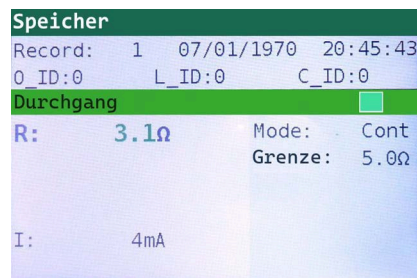 Speicher
Record: 1 07/01/1970 20:45:43
O_ID:0 L_ID:0 C_ID:0
Durchgang
R: 3.1Ω Mode: Cont
Grenze: 5.0Ω
I: 4mA